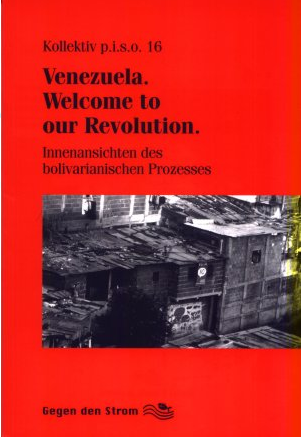 Kollektiv p.i.s.o. 16
Venezuela.
Welcome to
our Revolution.
Innenansichten des
bolivarianischen Prozesses
Gegen den Strom